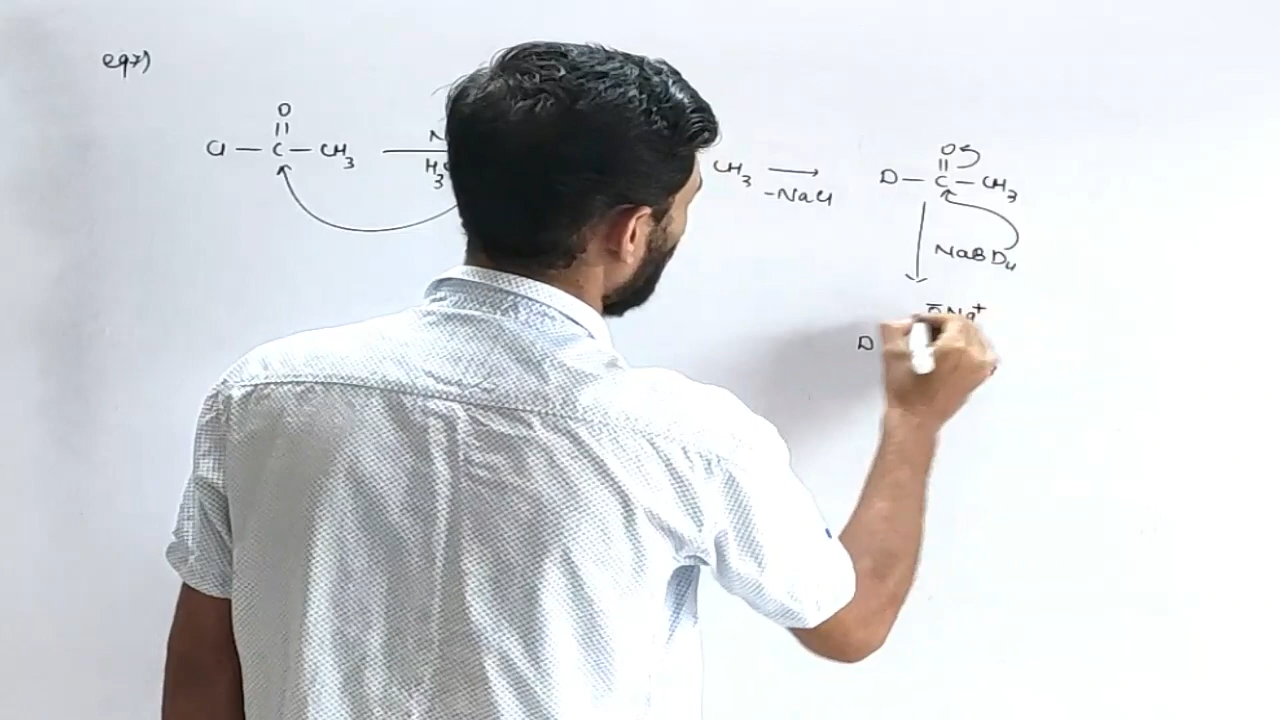 eq7)
O
Cl — C — CH3
H3
CH3 → -NaCl
O
D — C — CH3
NaBD4
D